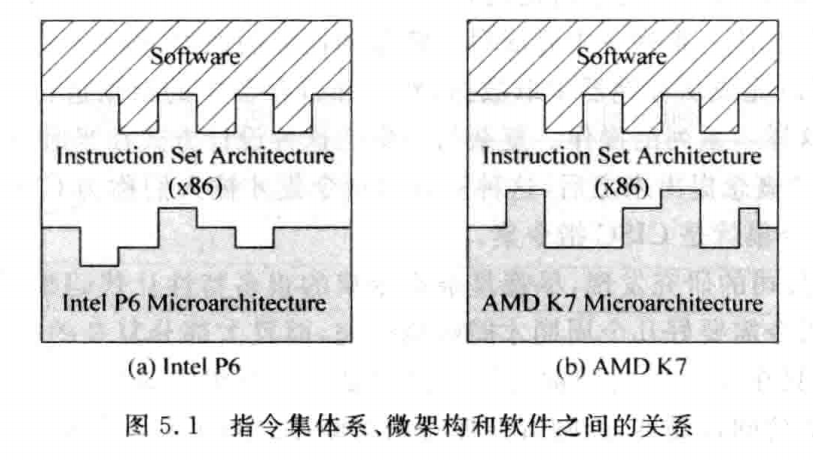 Software
Instruction Set Architecture
(x86)
Intel P6 Microarchitecture
(a) Intel P6
Software
Instruction Set Architecture
(x86)
AMD K7 Microarchitecture
(b) AMD K7
图 5.1 指令集体系、微架构和软件之间的关系